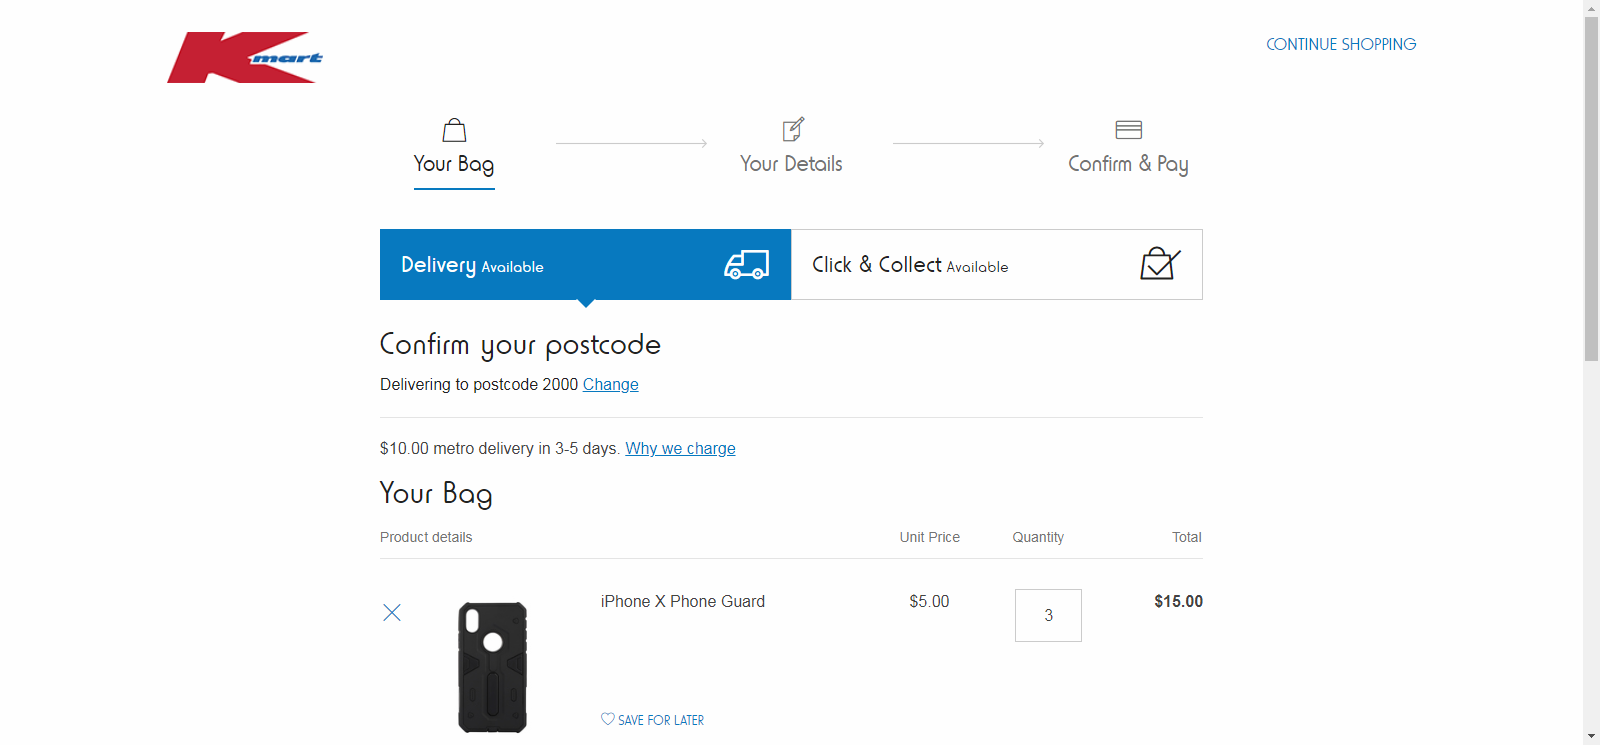 Kmart
CONTINUE SHOPPING
Your Bag
Your Details
Confirm & Pay
Delivery Available
Click & Collect Available
Confirm your postcode
Delivering to postcode 2000 Change
$10.00 metro delivery in 3-5 days. Why we charge
Your Bag
Product details Unit Price Quantity Total
iPhone X Phone Guard $5.00 3 $15.00
SAVE FOR LATER